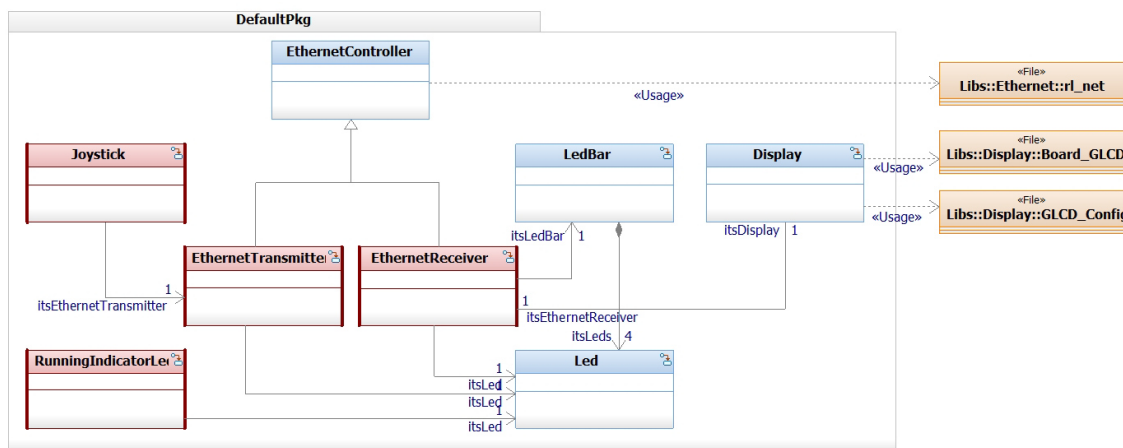 DefaultPkg
EthernetController
«File»
Libs::Ethernet::rl_net
«Usage»
Joystick
LedBar
Display
«File»
Libs::Display::Board_GLCD
«Usage»
«File»
Libs::Display::GLCD_Config
«Usage»
itsLedBar 1
itsDisplay 1
EthernetTransmitter
EthernetReceiver
1
itsEthernetTransmitter
1
itsEthernetReceiver
itsLeds 4
RunningIndicatorLed
Led
1
itsLed
1
itsLed
1
itsLed